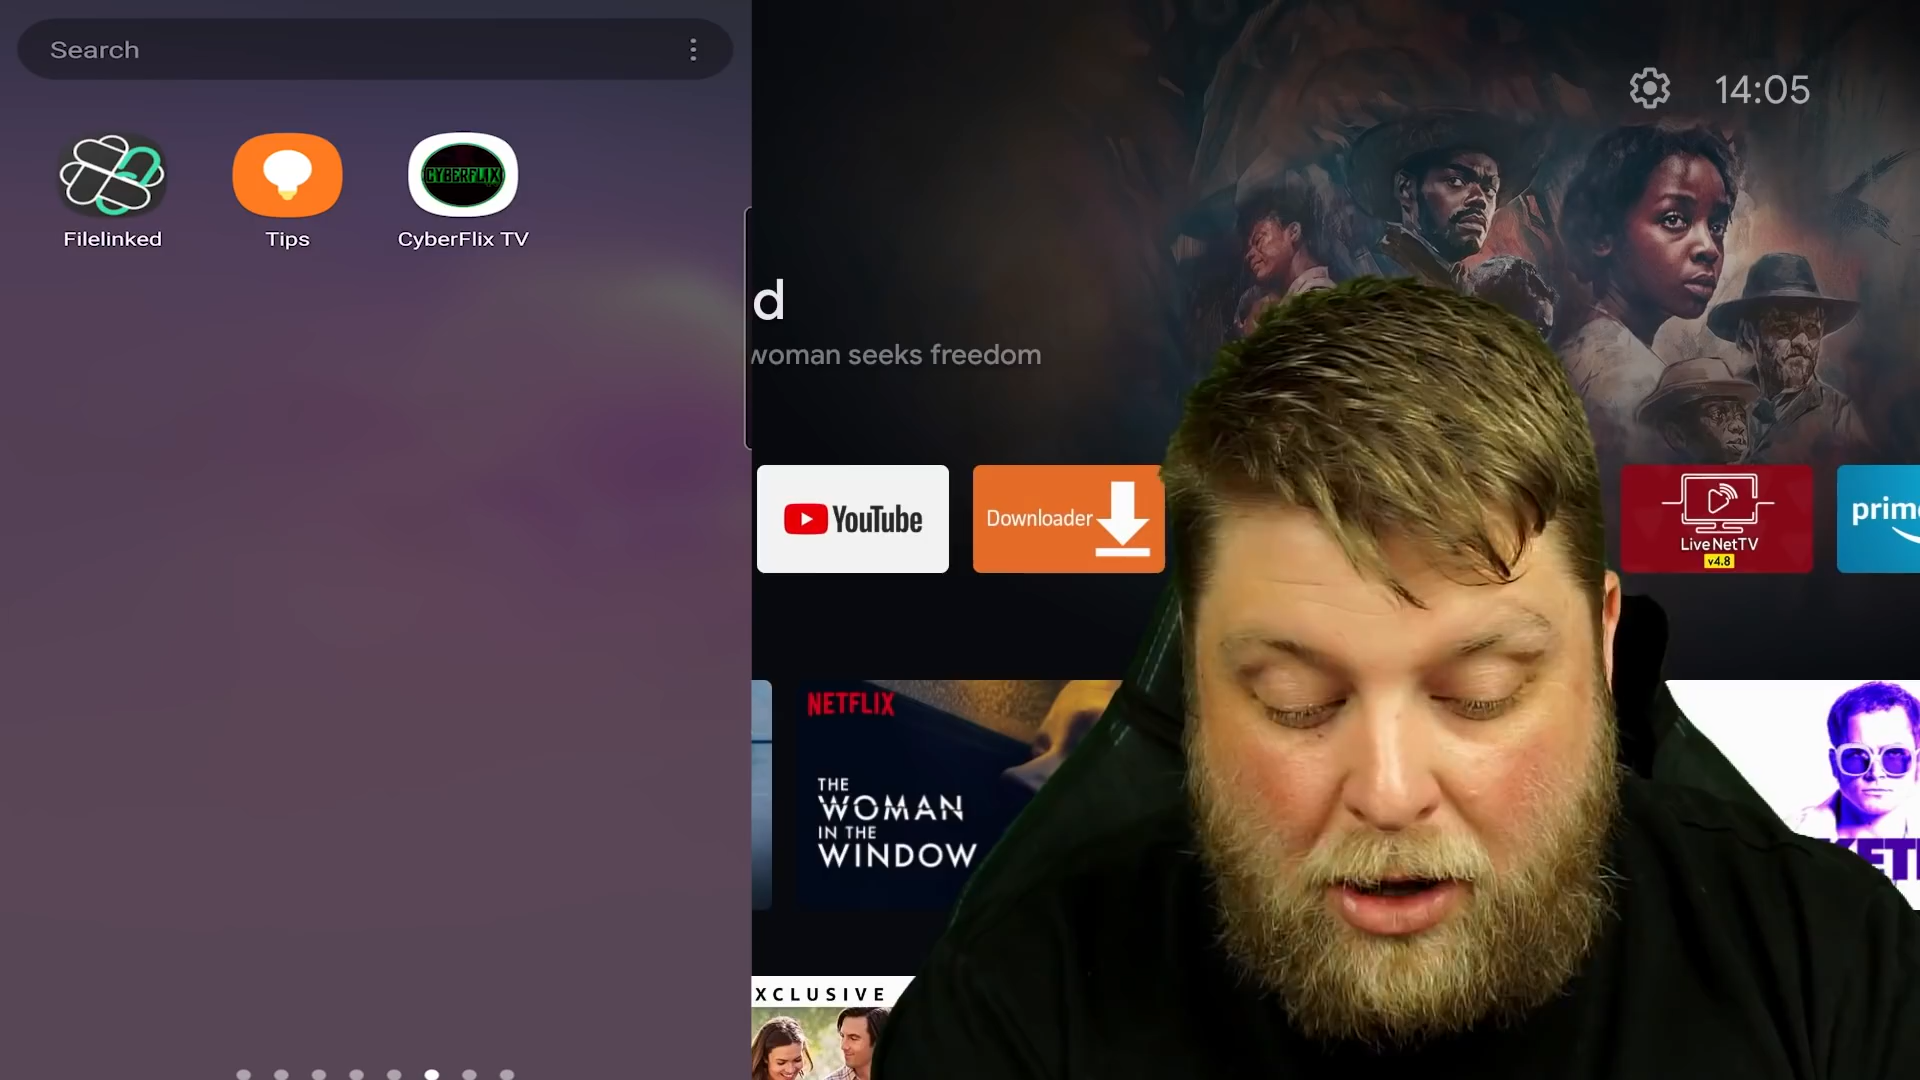 Search
14:05
Filelinked
Tips
CYBERFLIX
CyberFlix TV
d
woman seeks freedom
YouTube
Downloader
Live NetTV
v4.8
prim
NETFLIX
THE
WOMAN
IN THE
WINDOW
KET
XCLUSIVE